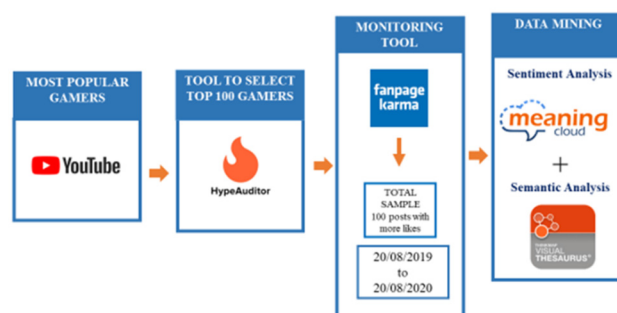 MOST POPULAR
GAMERS
YouTube
TOOL TO SELECT
TOP 100 GAMERS
HypeAuditor
MONITORING
TOOL
fanpage
karma
TOTAL
SAMPLE
100 posts with
more likes
20/08/2019
to
20/08/2020
DATA MINING
Sentiment Analysis
meaning
cloud
+
Semantic Analysis
VISUAL
THESAURUS